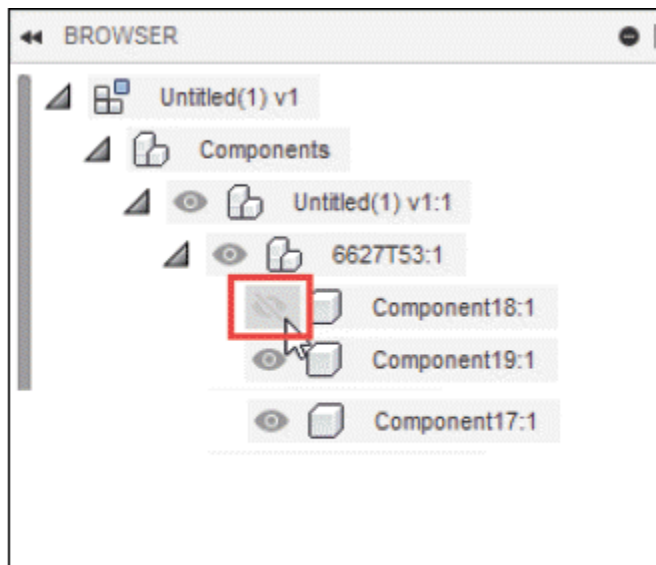 BROWSER
Untitled(1) v1
Components
Untitled(1) v1:1
6627T53:1
Component18:1
Component19:1
Component17:1